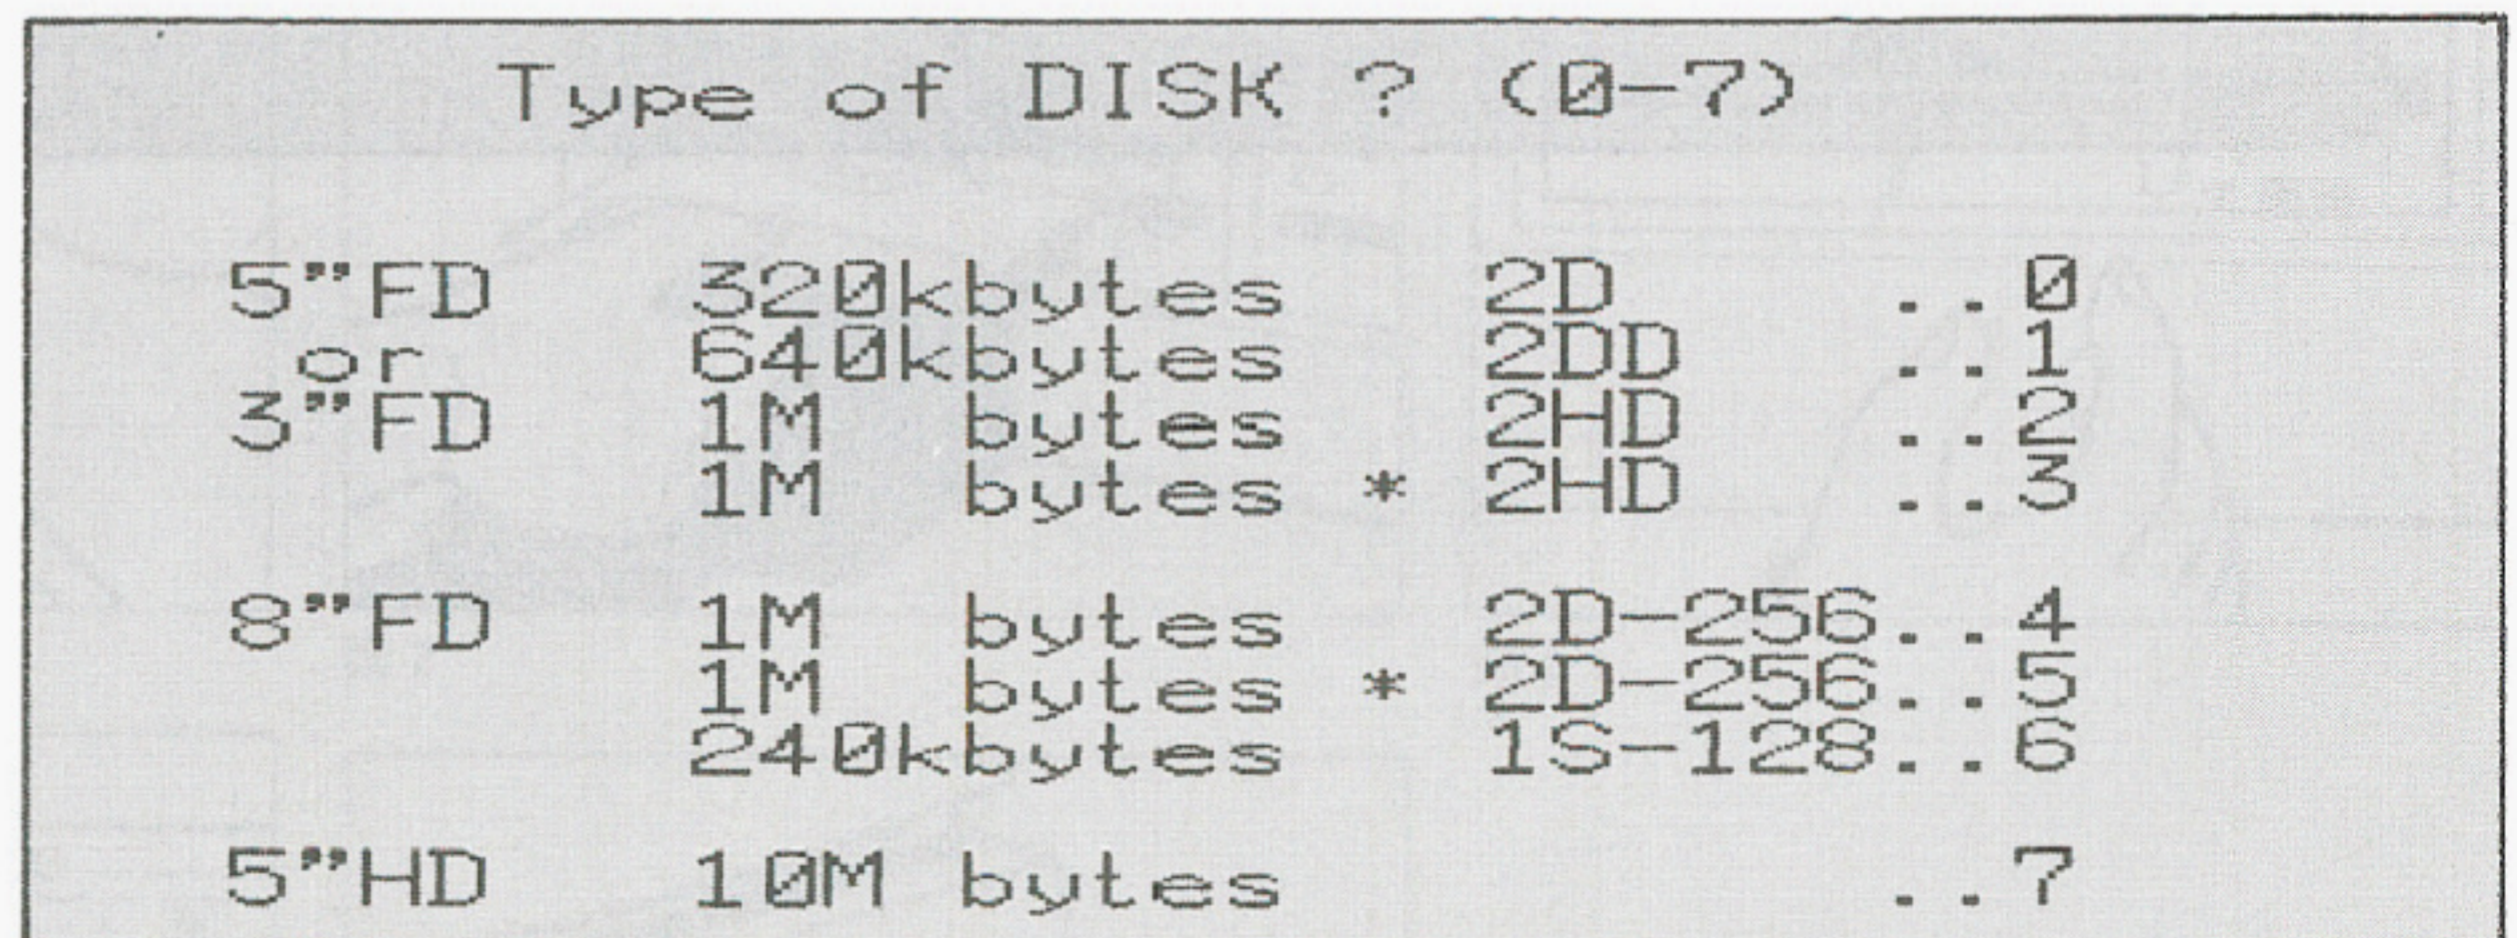 Type of DISK ? (0-7)
5"FD 320kbytes 2D ..0
or 640kbytes 2DD ..1
3"FD 1M bytes 2HD ..2
1M bytes * 2HD ..3
8"FD 1M bytes 2D-256..4
1M bytes * 2D-256..5
240kbytes 1S-128..6
5"HD 10M bytes ..7